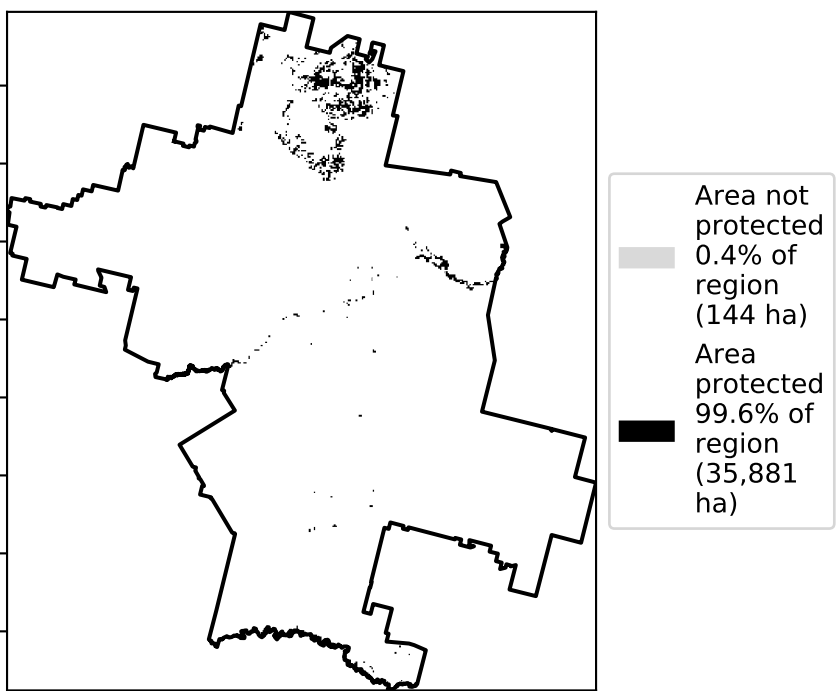 Area not
protected
0.4% of
region
(144 ha)
Area
protected
99.6% of
region
(35,881
ha)